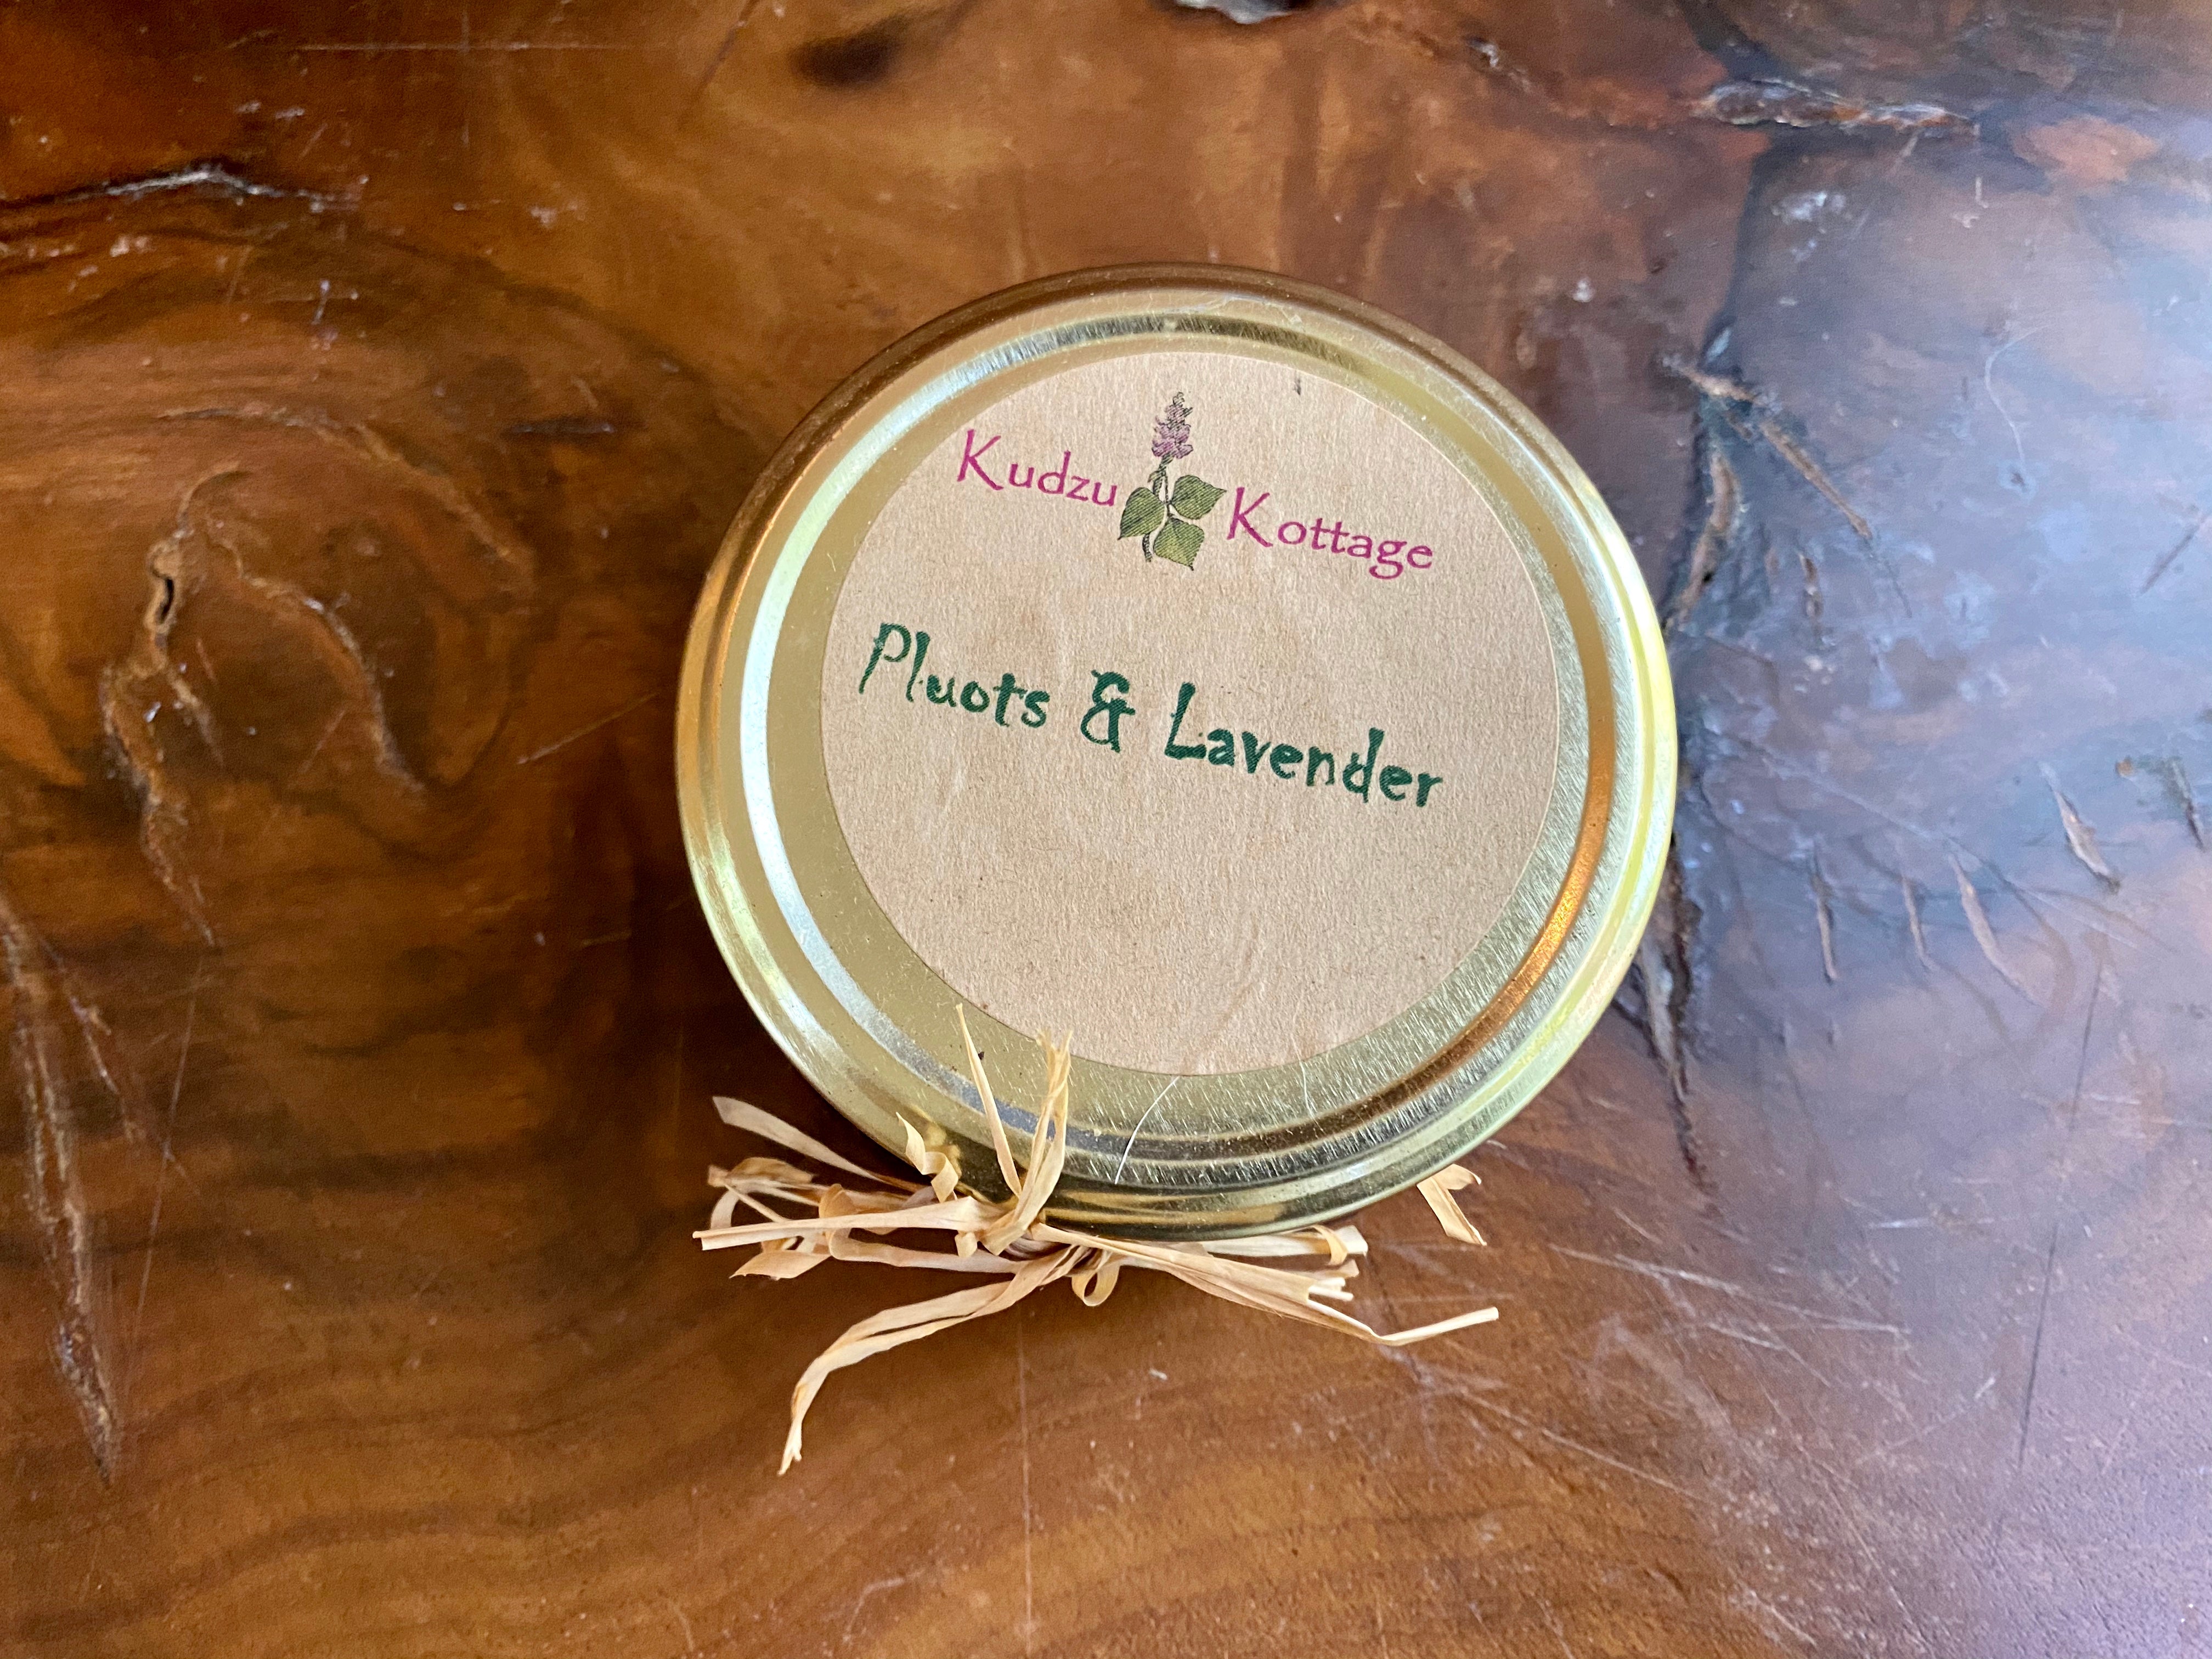 Kudzu Kottage
Pluots & Lavender